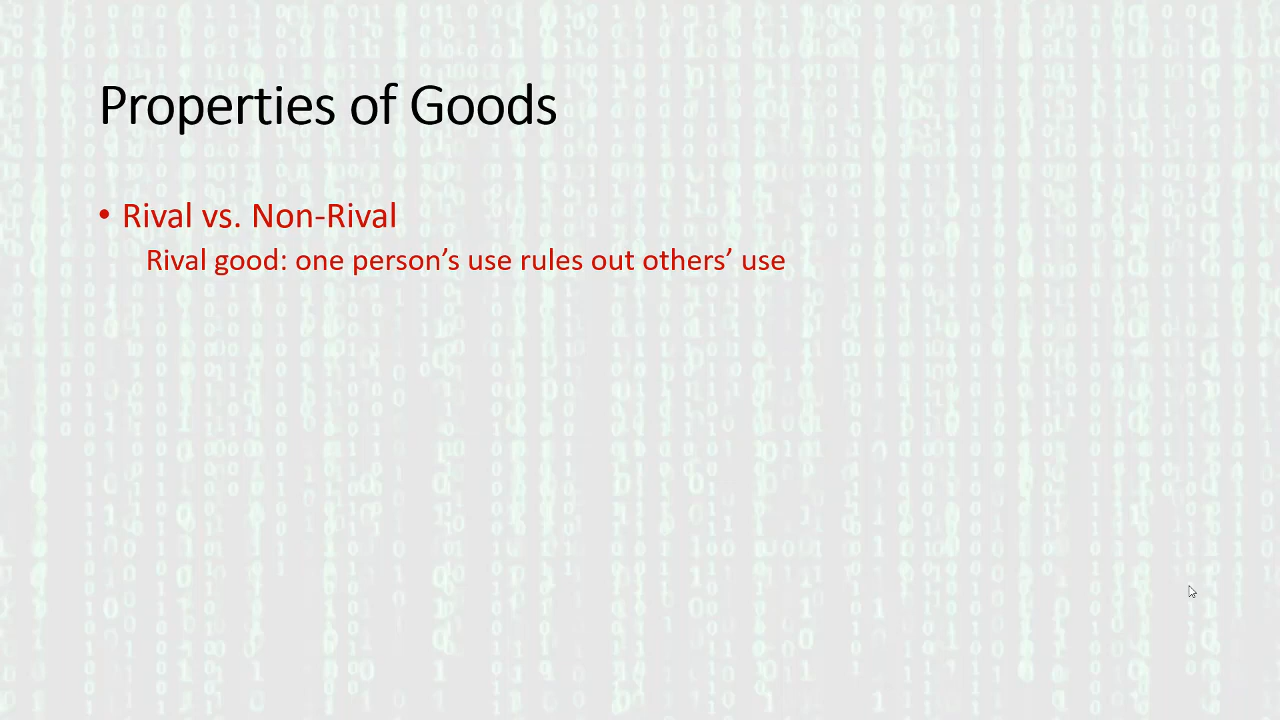 Properties of Goods
• Rival vs. Non-Rival
Rival good: one person’s use rules out others’ use